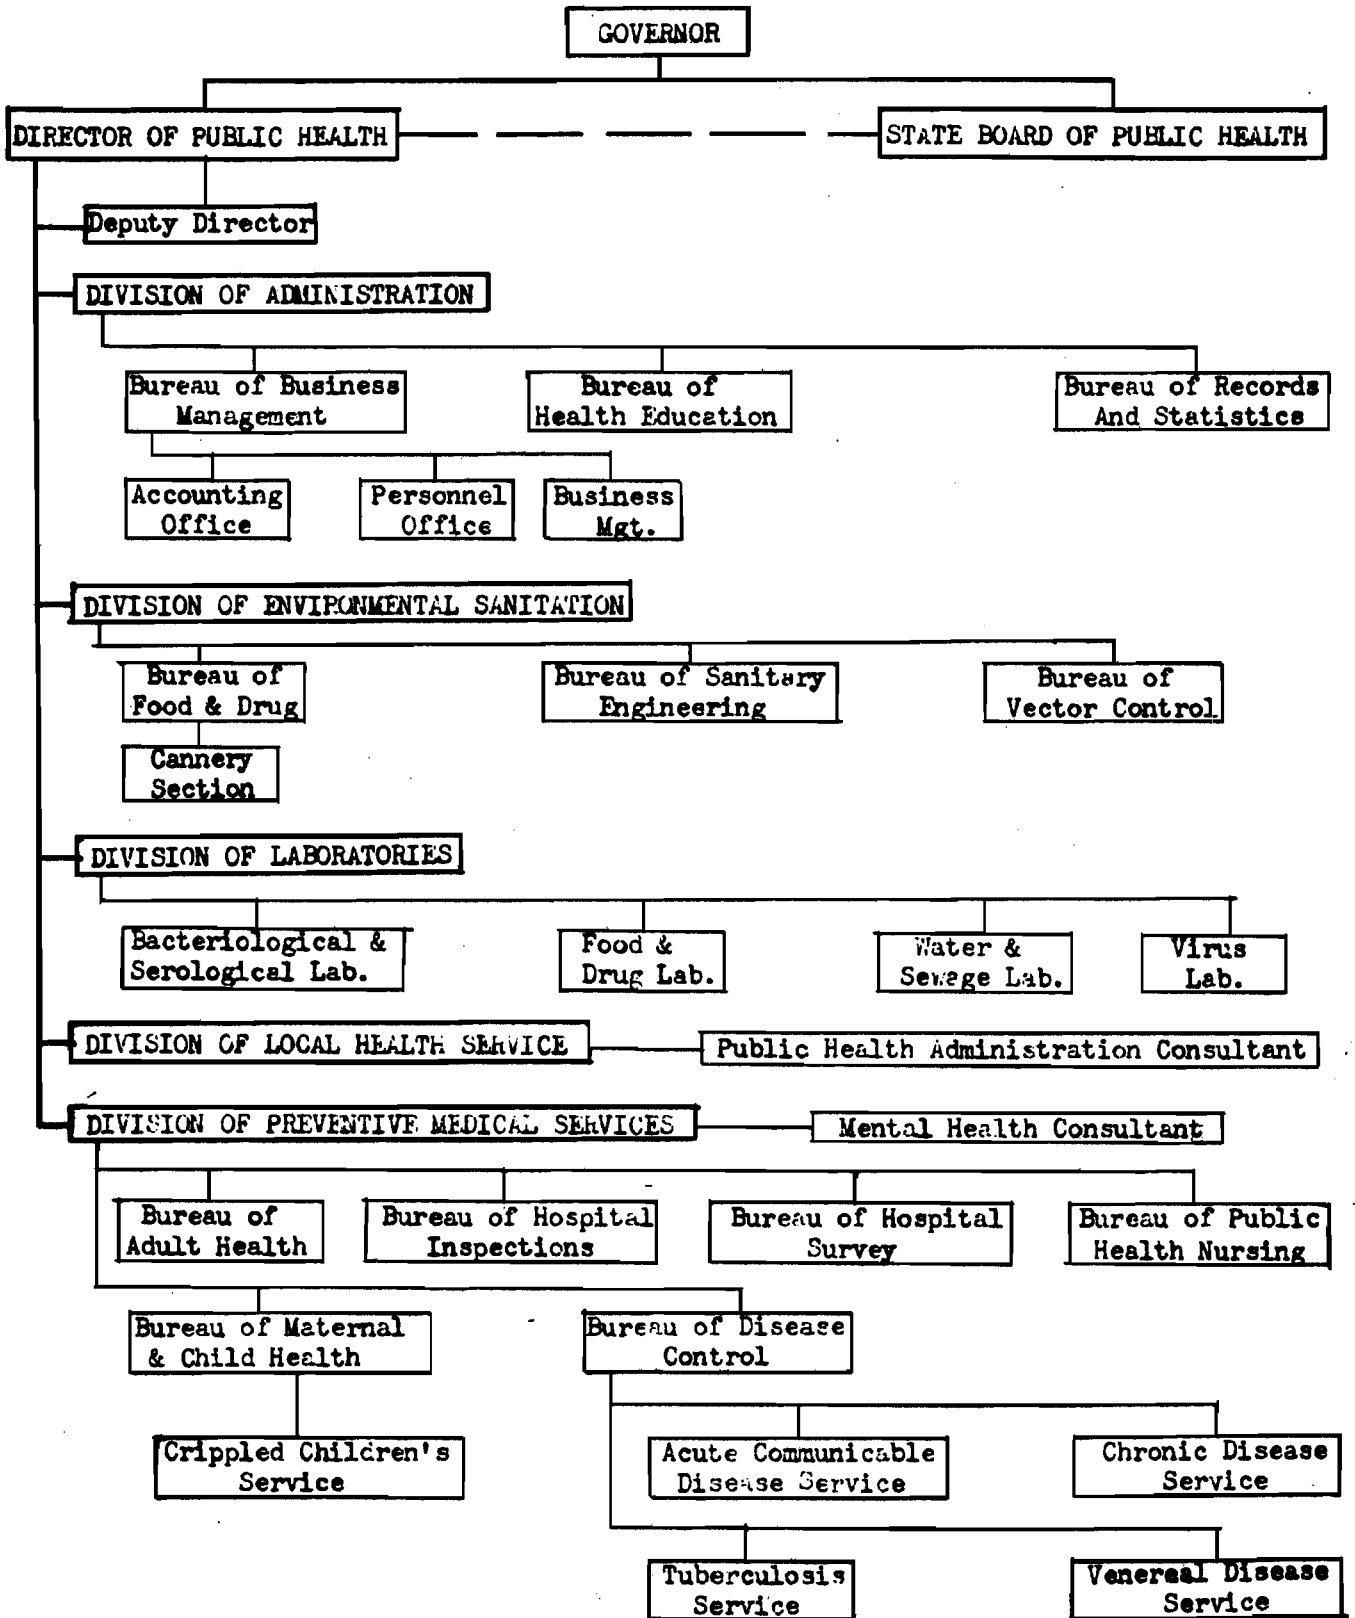 GOVERNOR
DIRECTOR OF PUBLIC HEALTH
STATE BOARD OF PUBLIC HEALTH
Deputy Director
DIVISION OF ADMINISTRATION
Bureau of Business
Management
Bureau of
Health Education
Bureau of Records
And Statistics
Accounting
Office
Personnel
Office
Business
Mgt.
DIVISION OF ENVIRONMENTAL SANITATION
Bureau of
Food & Drug
Bureau of Sanitary
Engineering
Bureau of
Vector Control
Cannery
Section
DIVISION OF LABORATORIES
Bacteriological &
Serological Lab.
Food &
Drug Lab.
Water &
Sewage Lab.
Virus
Lab.
DIVISION OF LOCAL HEALTH SERVICE
Public Health Administration Consultant
DIVISION OF PREVENTIVE MEDICAL SERVICES
Mental Health Consultant
Bureau of
Adult Health
Bureau of Hospital
Inspections
Bureau of Hospital
Survey
Bureau of Public
Health Nursing
Bureau of Maternal
& Child Health
Bureau of Disease
Control
Crippled Children's
Service
Acute Communicable
Disease Service
Chronic Disease
Service
Tuberculosis
Service
Venereal Disease
Service